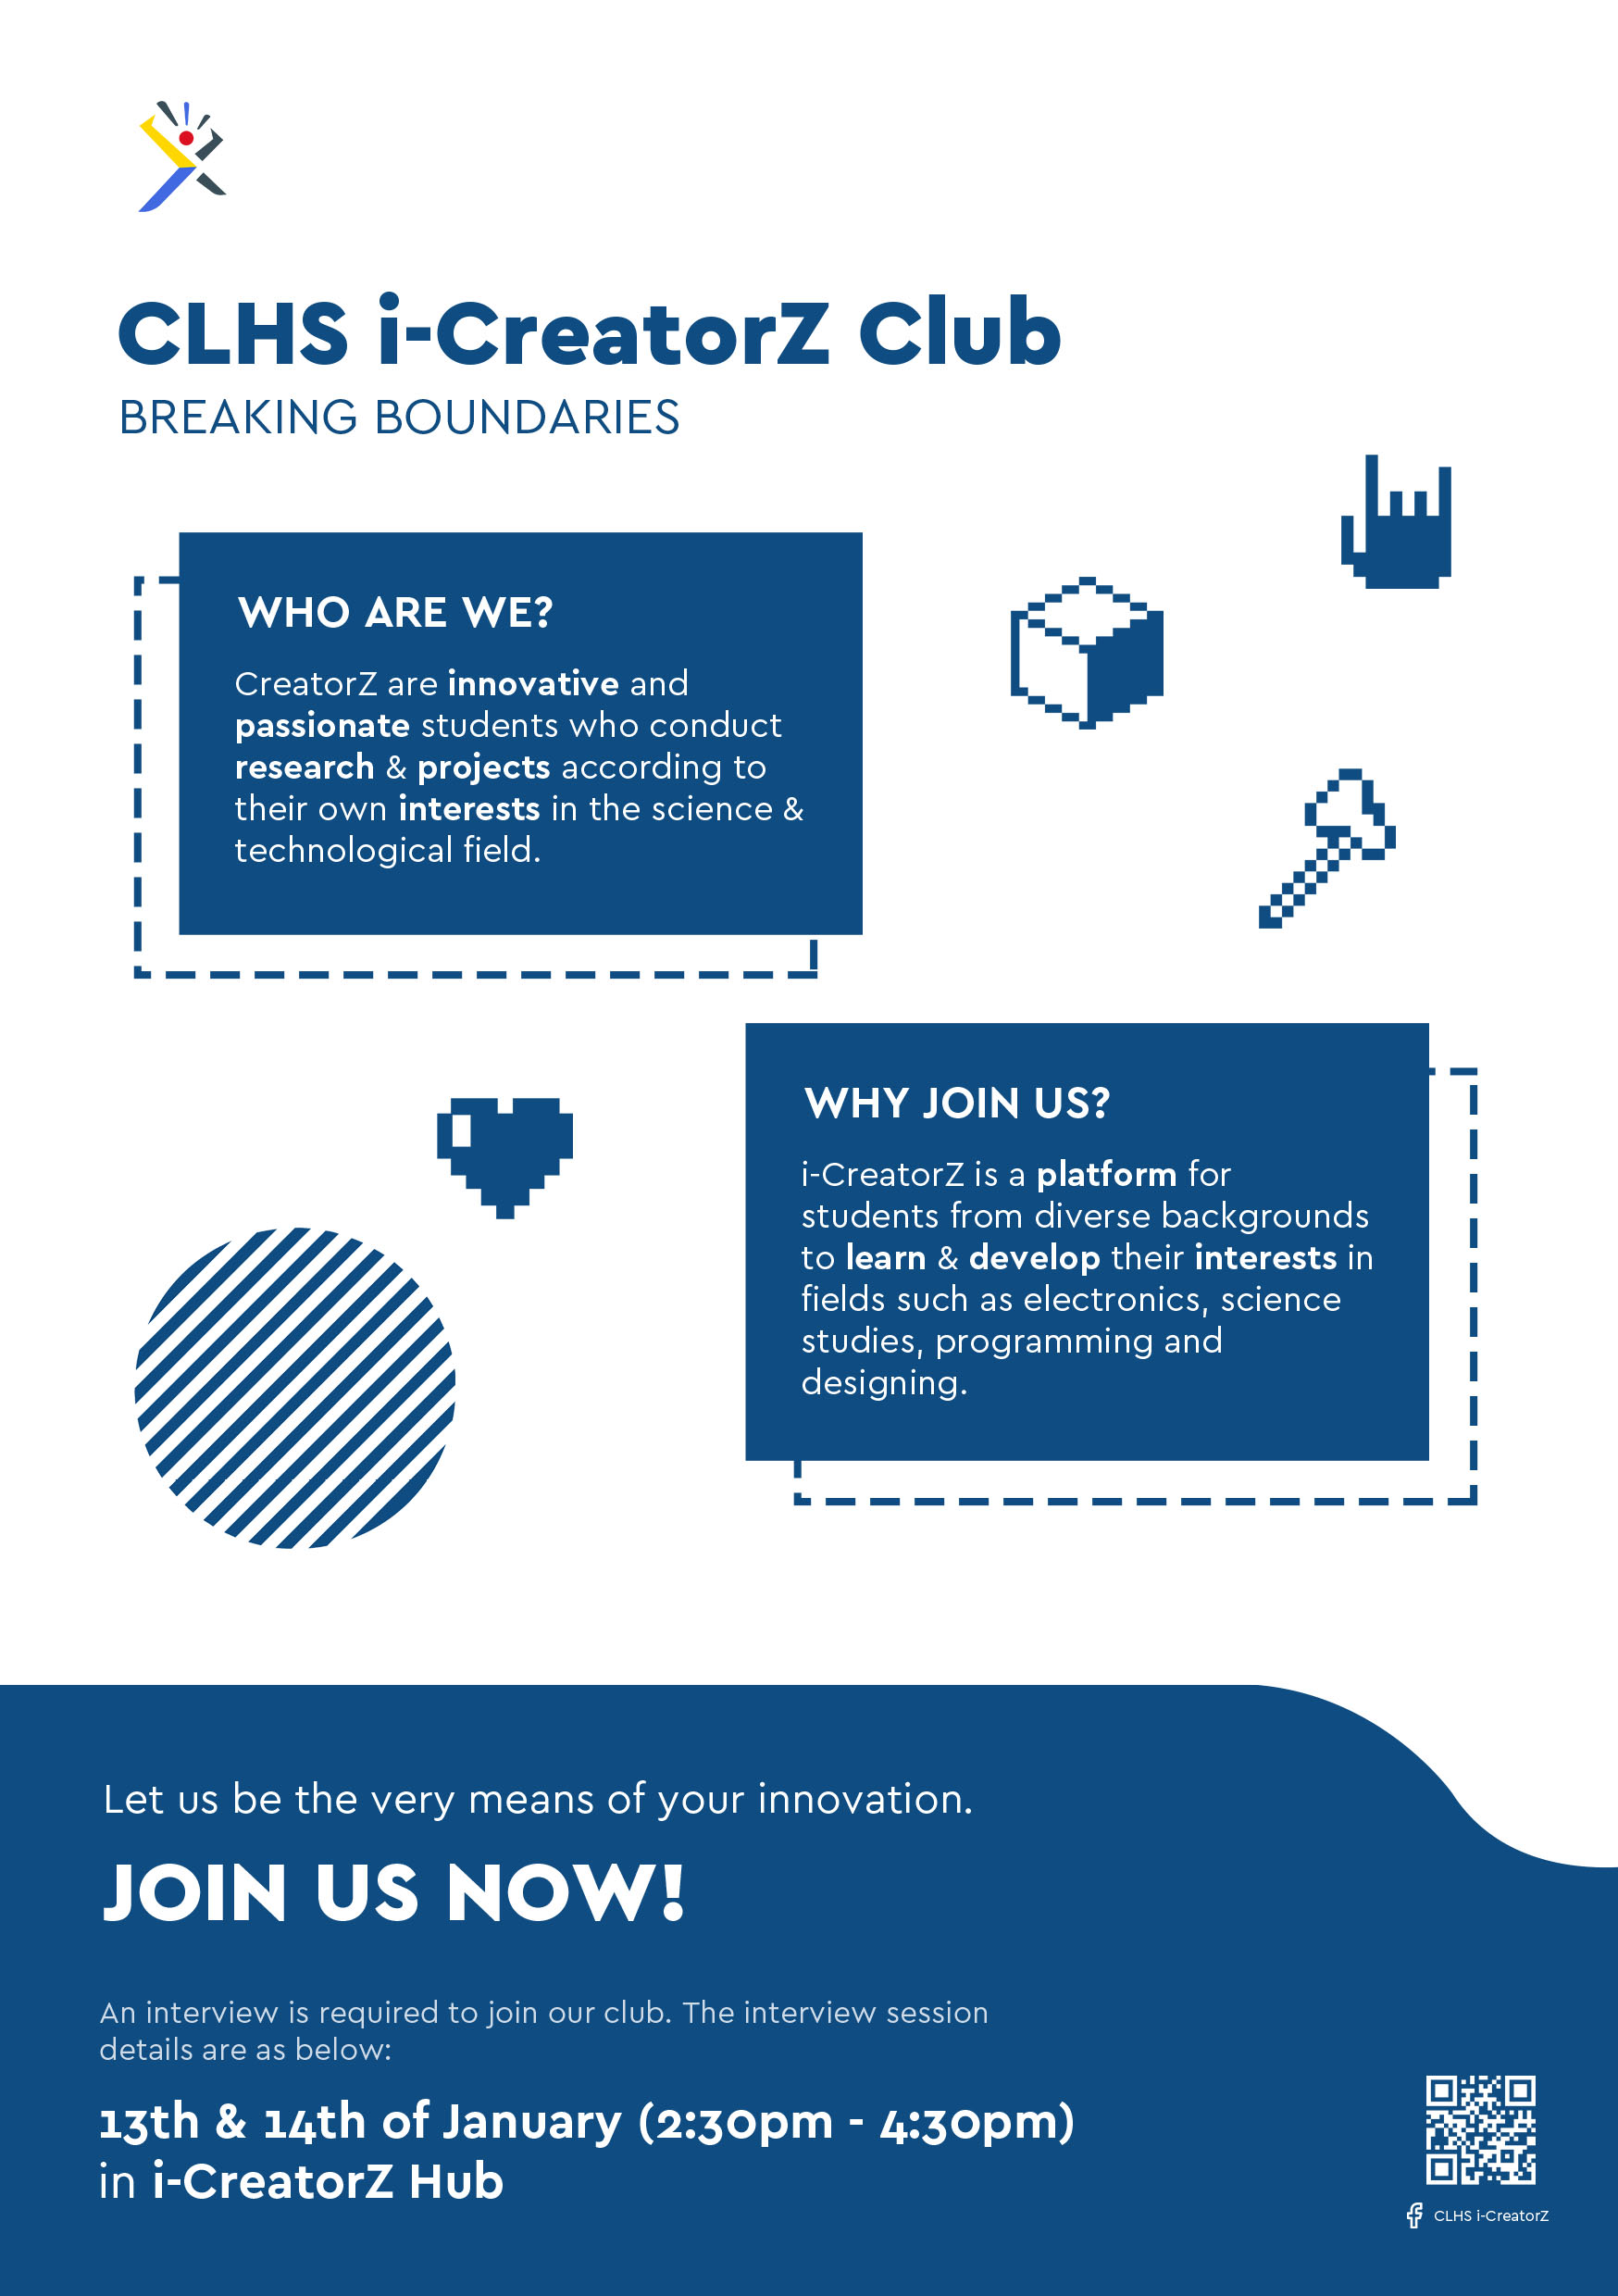 CLHS i-CreatorZ Club
BREAKING BOUNDARIES
WHO ARE WE?
CreatorZ are innovative and
passionate students who conduct
research & projects according to
their own interests in the science &
technological field.
WHY JOIN US?
i-CreatorZ is a platform for
students from diverse backgrounds
to learn & develop their interests in
fields such as electronics, science
studies, programming and
designing.
Let us be the very means of your innovation.
JOIN US NOW!
An interview is required to join our club. The interview session
details are as below:
13th & 14th of January (2:30pm - 4:30pm)
in i-CreatorZ Hub
CLHS i-CreatorZ